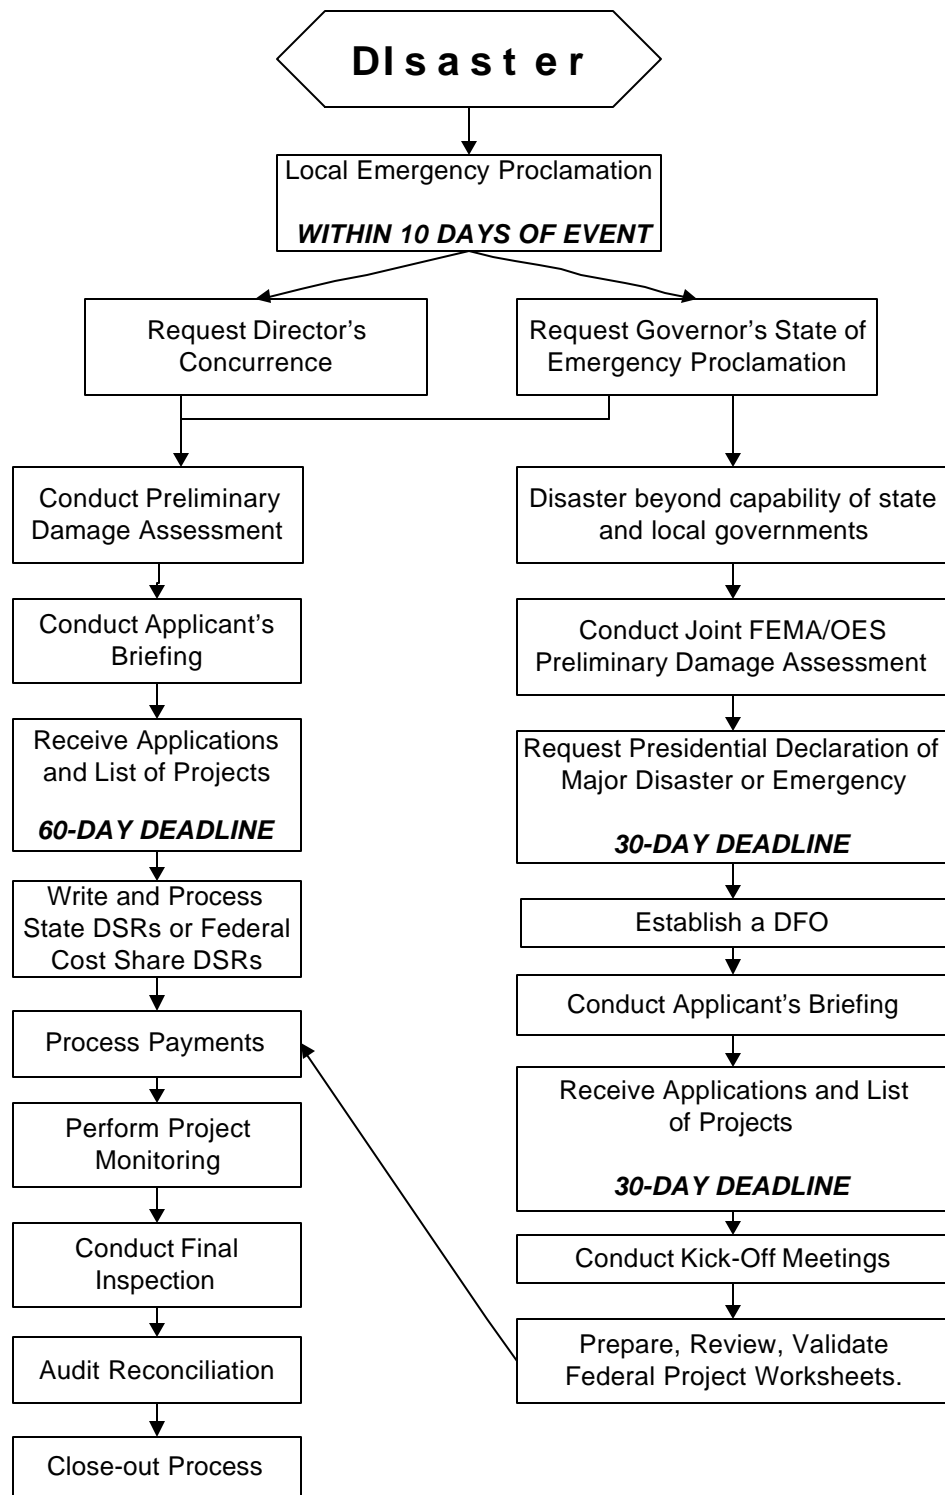 DIsaster
Local Emergency Proclamation
WITHIN 10 DAYS OF EVENT
Request Director's
Concurrence
Request Governor's State of
Emergency Proclamation
Conduct Preliminary
Damage Assessment
Conduct Applicant's
Briefing
Receive Applications
and List of Projects
60-DAY DEADLINE
Write and Process
State DSRs or Federal
Cost Share DSRs
Process Payments
Perform Project
Monitoring
Conduct Final
Inspection
Audit Reconciliation
Close-out Process
Disaster beyond capability of state
and local governments
Conduct Joint FEMA/OES
Preliminary Damage Assessment
Request Presidential Declaration of
Major Disaster or Emergency
30-DAY DEADLINE
Establish a DFO
Conduct Applicant's Briefing
Receive Applications and List
of Projects
30-DAY DEADLINE
Conduct Kick-Off Meetings
Prepare, Review, Validate
Federal Project Worksheets.